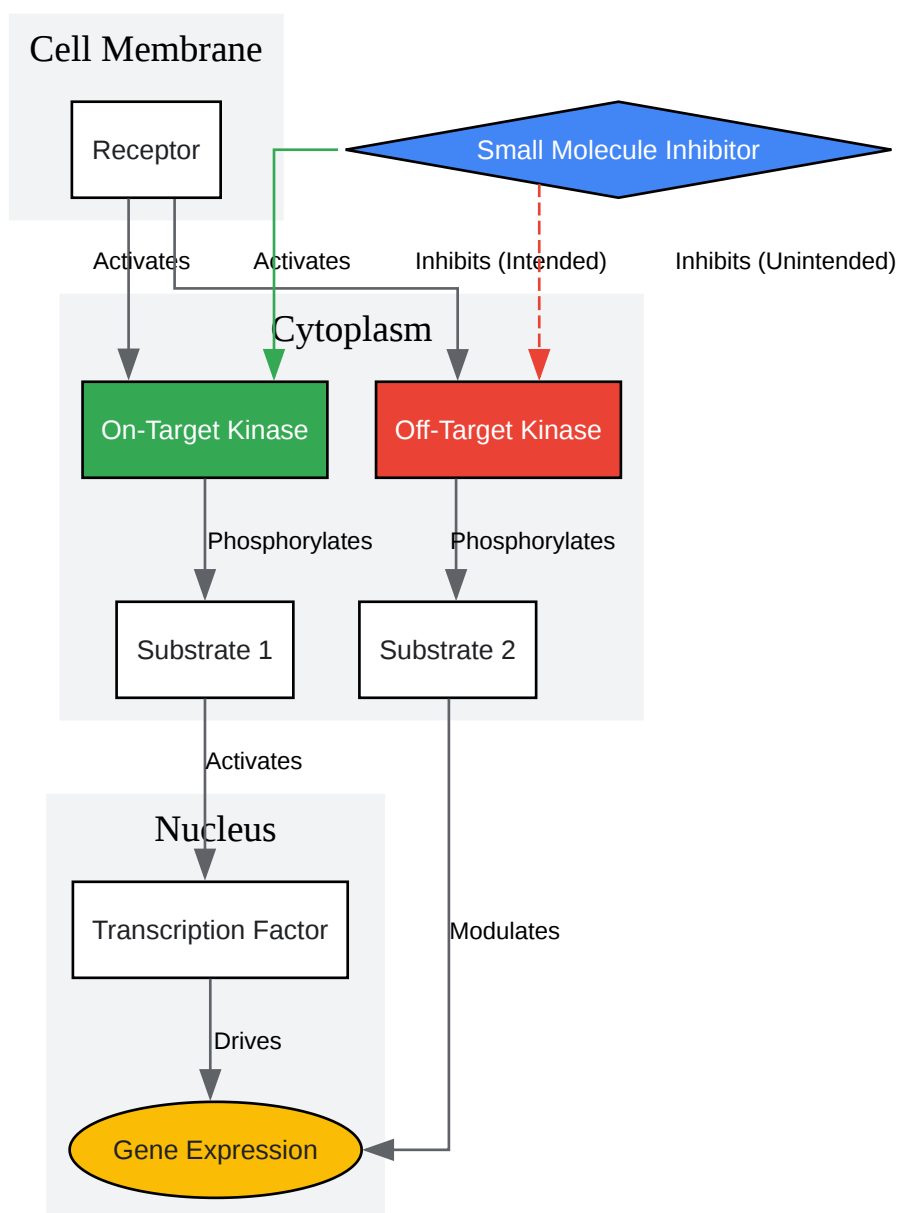 Cell Membrane
Receptor
Small Molecule Inhibitor
Activates
Activates
Inhibits (Intended)
Inhibits (Unintended)
Cytoplasm
On-Target Kinase
Off-Target Kinase
Phosphorylates
Phosphorylates
Substrate 1
Substrate 2
Activates
Nucleus
Transcription Factor
Modulates
Drives
Gene Expression